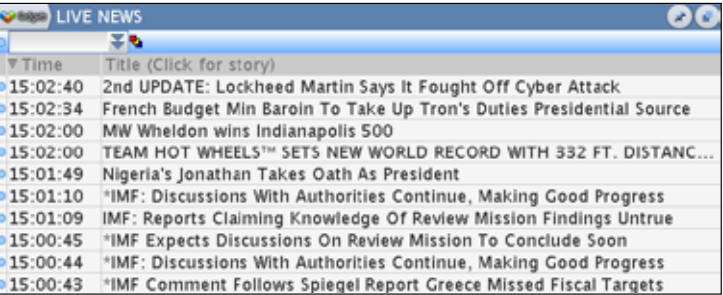 LIVE NEWS
▼ Time Title (Click for story)
15:02:40 2nd UPDATE: Lockheed Martin Says It Fought Off Cyber Attack
15:02:34 French Budget Min Baroin To Take Up Tron's Duties Presidential Source
15:02:00 MW Wheldon wins Indianapolis 500
15:02:00 TEAM HOT WHEELS™ SETS NEW WORLD RECORD WITH 332 FT. DISTANC...
15:01:49 Nigeria's Jonathan Takes Oath As President
15:01:10 *IMF: Discussions With Authorities Continue, Making Good Progress
15:01:09 IMF: Reports Claiming Knowledge Of Review Mission Findings Untrue
15:00:45 *IMF Expects Discussions On Review Mission To Conclude Soon
15:00:44 *IMF: Discussions With Authorities Continue, Making Good Progress
15:00:43 *IMF Comment Follows Spiegel Report Greece Missed Fiscal Targets